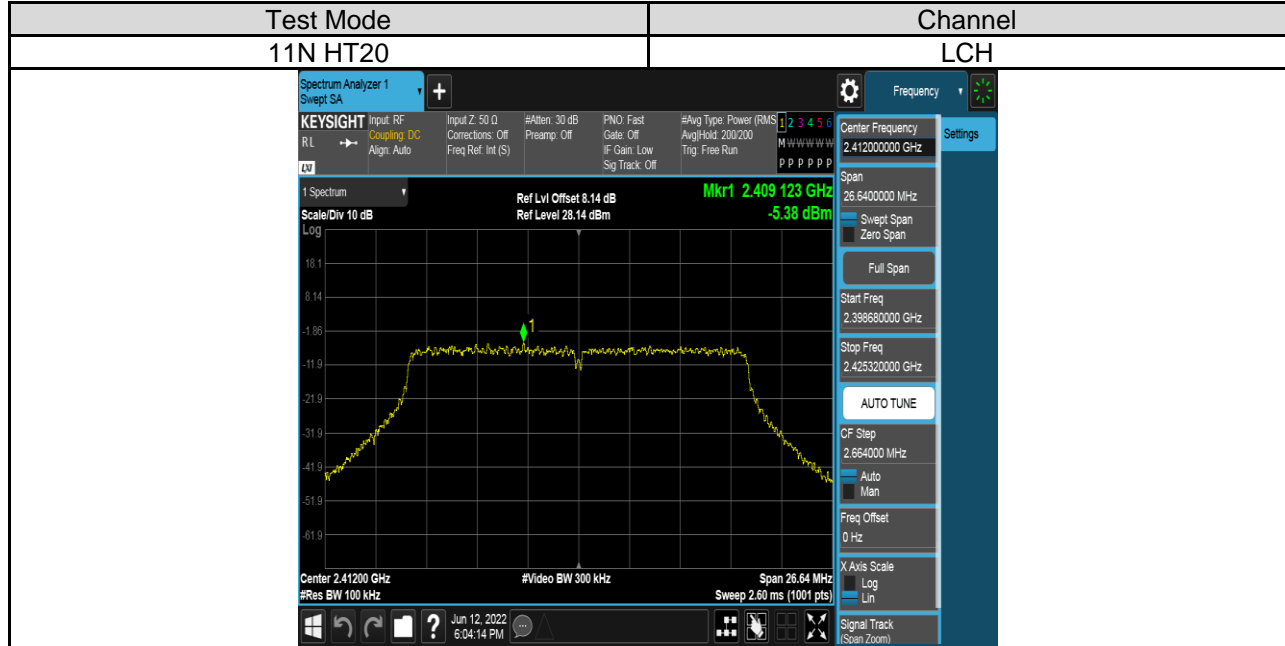 Test Mode
Channel
11N HT20
LCH
Spectrum Analyzer 1
Swept SA
Frequency
KEYSIGHT
RL
LXI
Input: RF
Coupling: DC
Align: Auto
Input Z: 50 Ω
Corrections: Off
Freq Ref: Int (S)
#Atten: 30 dB
Preamp: Off
PNO: Fast
Gate: Off
IF Gain: Low
Sig Track: Off
#Avg Type: Power (RMS
Avg|Hold: 200/200
Trig: Free Run
1 2 3 4 5 6
M W W W W W
P P P P P P
1 Spectrum
Scale/Div 10 dB
Log
Ref Lvl Offset 8.14 dB
Ref Level 28.14 dBm
Mkr1 2.409 123 GHz
-5.38 dBm
18.1
8.14
-1.86
-11.9
-21.9
-31.9
-41.9
-51.9
-61.9
1
Center 2.41200 GHz
#Res BW 100 kHz
#Video BW 300 kHz
Span 26.64 MHz
Sweep 2.60 ms (1001 pts)
Center Frequency
2.412000000 GHz
Settings
Span
26.6400000 MHz
Swept Span
Zero Span
Full Span
Start Freq
2.398680000 GHz
Stop Freq
2.425320000 GHz
AUTO TUNE
CF Step
2.664000 MHz
Auto
Man
Freq Offset
0 Hz
X Axis Scale
Log
Lin
Signal Track
(Span Zoom)
?
Jun 12, 2022
6:04:14 PM